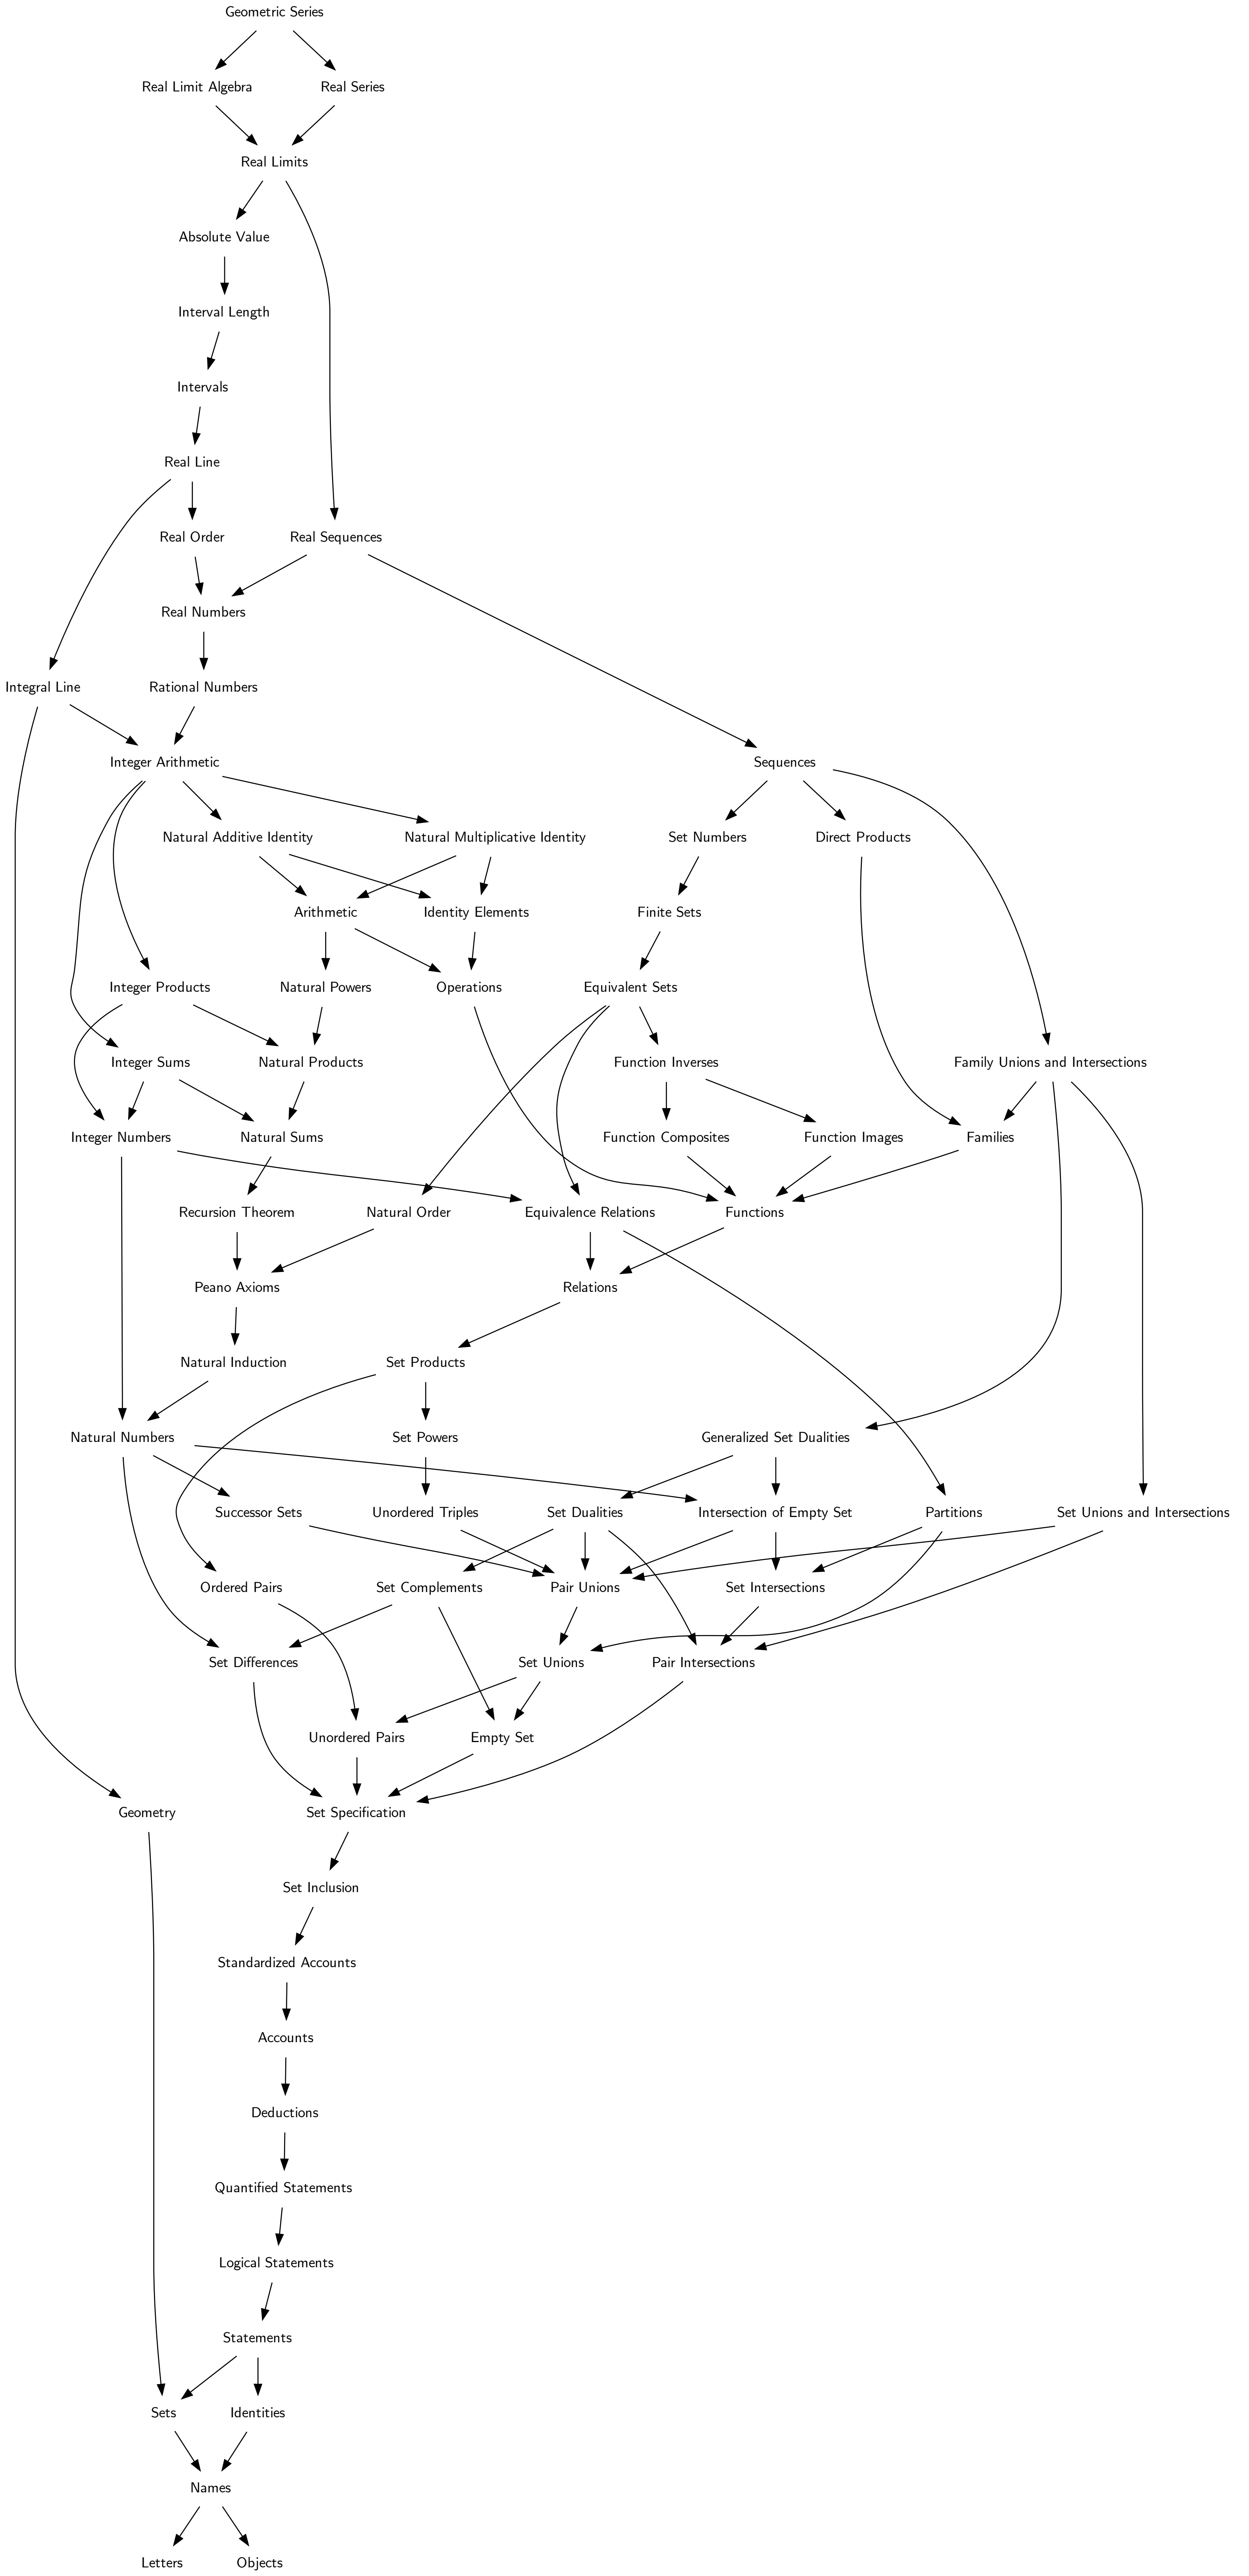 Geometric Series
Real Limit Algebra
Real Series
Real Limits
Absolute Value
Interval Length
Intervals
Real Line
Real Order
Real Sequences
Real Numbers
Integral Line
Rational Numbers
Integer Arithmetic
Sequences
Natural Additive Identity
Natural Multiplicative Identity
Set Numbers
Direct Products
Arithmetic
Identity Elements
Finite Sets
Integer Products
Natural Powers
Operations
Equivalent Sets
Integer Sums
Natural Products
Function Inverses
Family Unions and Intersections
Integer Numbers
Natural Sums
Function Composites
Function Images
Families
Recursion Theorem
Natural Order
Equivalence Relations
Functions
Peano Axioms
Relations
Natural Induction
Set Products
Natural Numbers
Set Powers
Generalized Set Dualities
Successor Sets
Unordered Triples
Set Dualities
Intersection of Empty Set
Partitions
Set Unions and Intersections
Ordered Pairs
Set Complements
Pair Unions
Set Intersections
Set Differences
Set Unions
Pair Intersections
Unordered Pairs
Empty Set
Geometry
Set Specification
Set Inclusion
Standardized Accounts
Accounts
Deductions
Quantified Statements
Logical Statements
Statements
Sets
Identities
Names
Letters
Objects